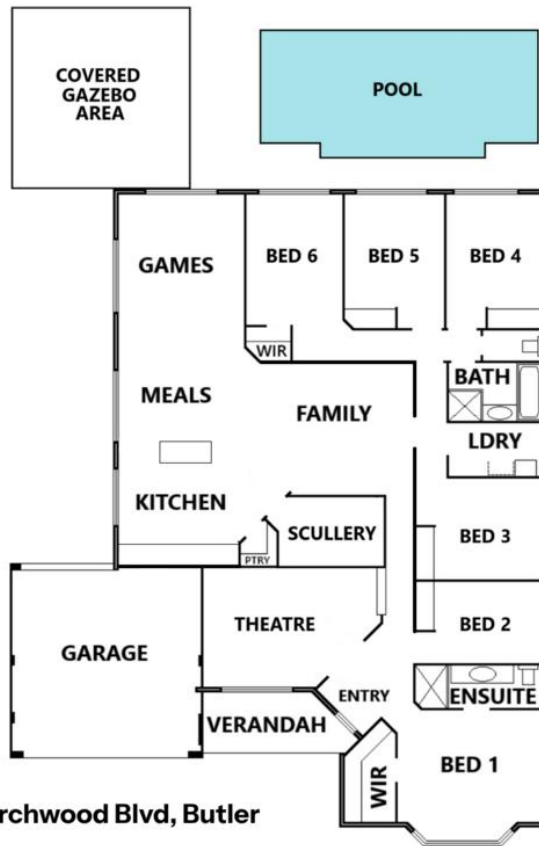 COVERED
GAZEBO
AREA
POOL
GAMES
BED 6
BED 5
BED 4
WIR
BATH
MEALS
FAMILY
LDRY
KITCHEN
SCULLERY
PTRY
BED 3
GARAGE
THEATRE
BED 2
ENTRY
ENSUITE
VERANDAH
WIR
BED 1
rchwood Blvd, Butler